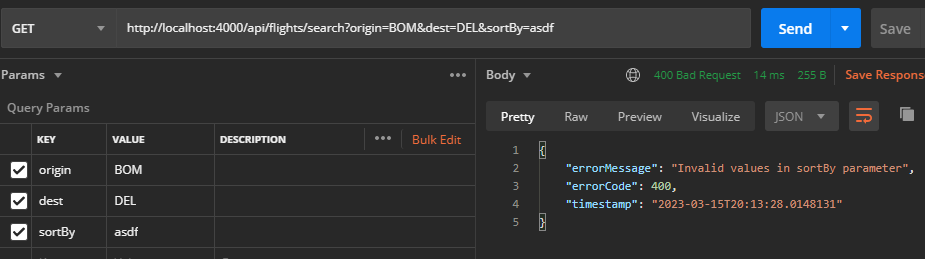 GET http://localhost:4000/api/flights/search?origin=BOM&dest=DEL&sortBy=asdf Send Save
Params
Query Params
KEY VALUE DESCRIPTION Bulk Edit
origin BOM
dest DEL
sortBy asdf
Body 400 Bad Request 14 ms 255 B Save Respons
Pretty Raw Preview Visualize JSON
1 {
2 "errorMessage": "Invalid values in sortBy parameter",
3 "errorCode": 400,
4 "timestamp": "2023-03-15T20:13:28.0148131"
5 }